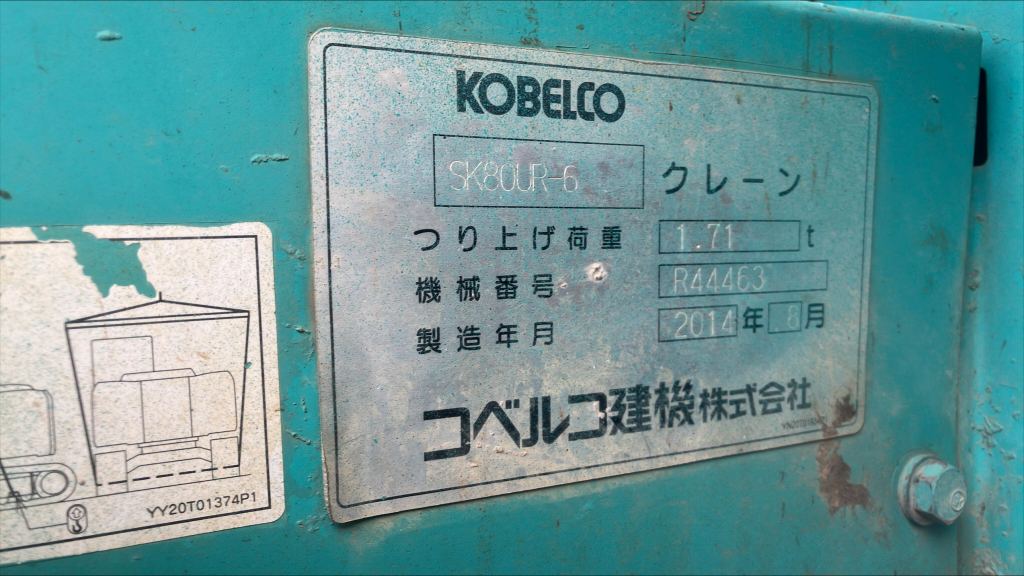 KOBELCO
SK80UR-6 クレーン
つり上げ荷重 1.71 t
機械番号 R44463
製造年月 2014年 8月
コベルコ建機株式会社
YY20T01374P1